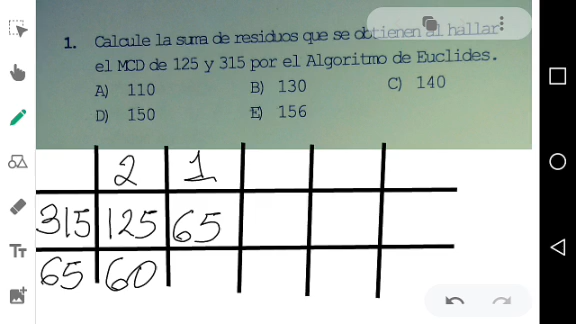 1. Calcule la suma de residuos que se obtienen al hallar
el MCD de 125 y 315 por el Algoritmo de Euclides.
A) 110 B) 130 C) 140
D) 150 E) 156
2 1
315 125 65
65 60
TT